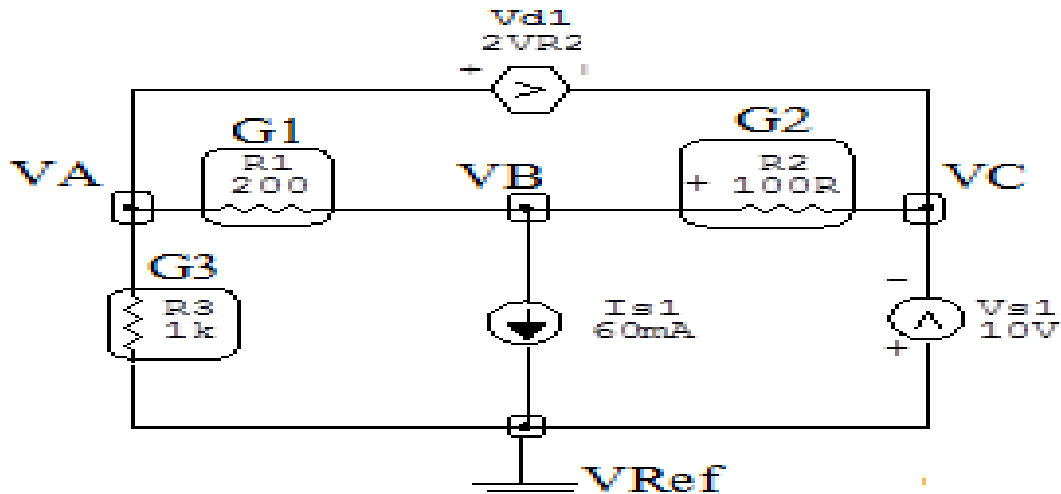 Vd1
2VR2
+
G1
G2
VA
R1
200
VB
+
R2
100R
VC
G3
R3
1k
Is1
60mA
-
Vs1
10V
+
VRef